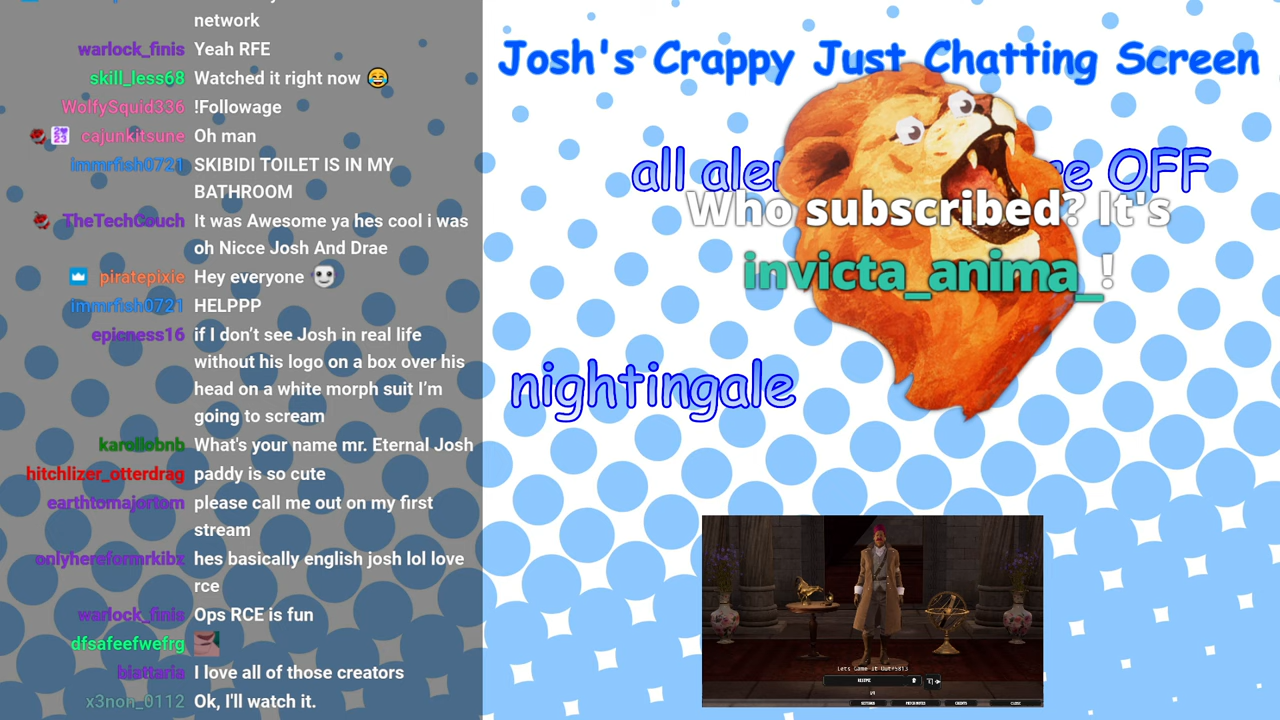 network
warlock_finis Yeah RFE
skill_less68 Watched it right now
WolfySquid336 !Followage
cajunkitsune Oh man
immrfish0721 SKIBIDI TOILET IS IN MY
BATHROOM
TheTechCouch It was Awesome ya hes cool i was
oh Nicce Josh And Drae
piratepixie Hey everyone
immrfish0721 HELPPP
epicness16 if I don’t see Josh in real life
without his logo on a box over his
head on a white morph suit I’m
going to scream
karollobnb What's your name mr. Eternal Josh
hitchlizer_otterdrag paddy is so cute
earthtomajortom please call me out on my first
stream
onlyhereformrkibz hes basically english josh lol love
rce
warlock_finis Ops RCE is fun
dfsafeefwefrg
biattaria I love all of those creators
x3non_0112 Ok, I'll watch it.
Josh's Crappy Just Chatting Screen
all OFF
Who subscribed? It's
invicta_anima_!
nightingale
RESUME
SETTINGS PATCH NOTES CREDITS CLOSE